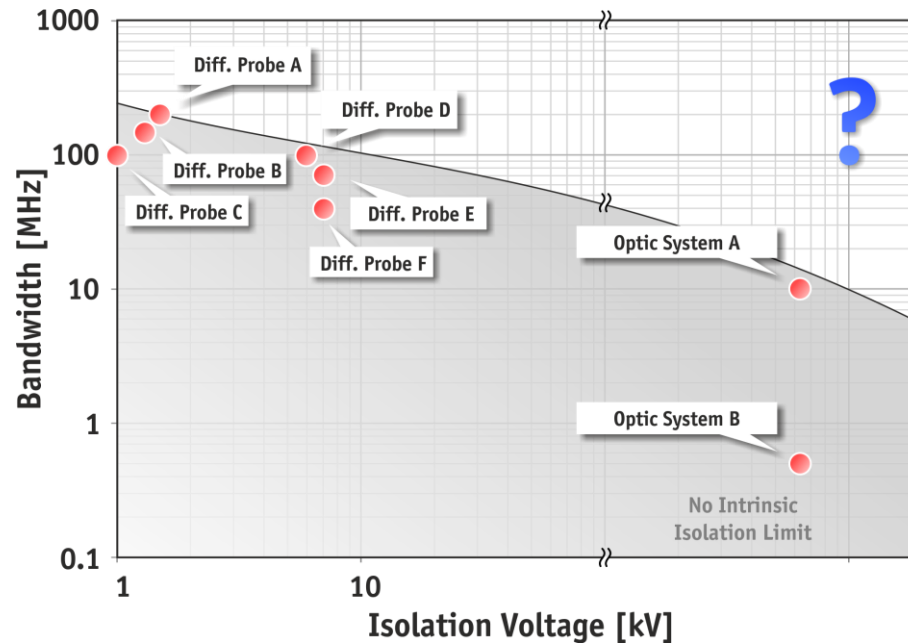 1000
100
10
1
0.1
Bandwidth [MHz]
Diff. Probe A
Diff. Probe D
Diff. Probe B
Diff. Probe C
Diff. Probe E
Diff. Probe F
?
Optic System A
Optic System B
No Intrinsic
Isolation Limit
1
10
Isolation Voltage [kV]